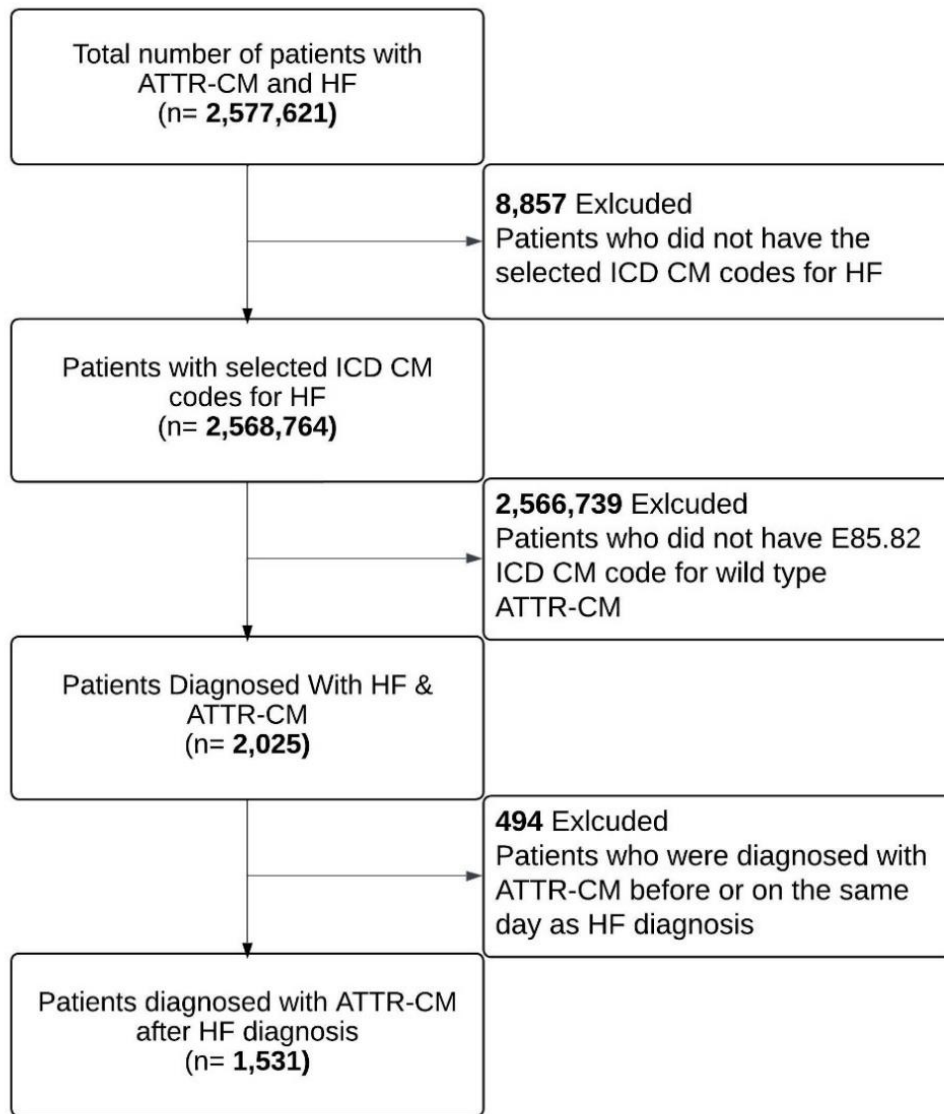 Total number of patients with
ATTR-CM and HF
(n= 2,577,621)
8,857 Exlcuded
Patients who did not have the
selected ICD CM codes for HF
Patients with selected ICD CM
codes for HF
(n= 2,568,764)
2,566,739 Exlcuded
Patients who did not have E85.82
ICD CM code for wild type
ATTR-CM
Patients Diagnosed With HF &
ATTR-CM
(n= 2,025)
494 Exlcuded
Patients who were diagnosed with
ATTR-CM before or on the same
day as HF diagnosis
Patients diagnosed with ATTR-CM
after HF diagnosis
(n= 1,531)